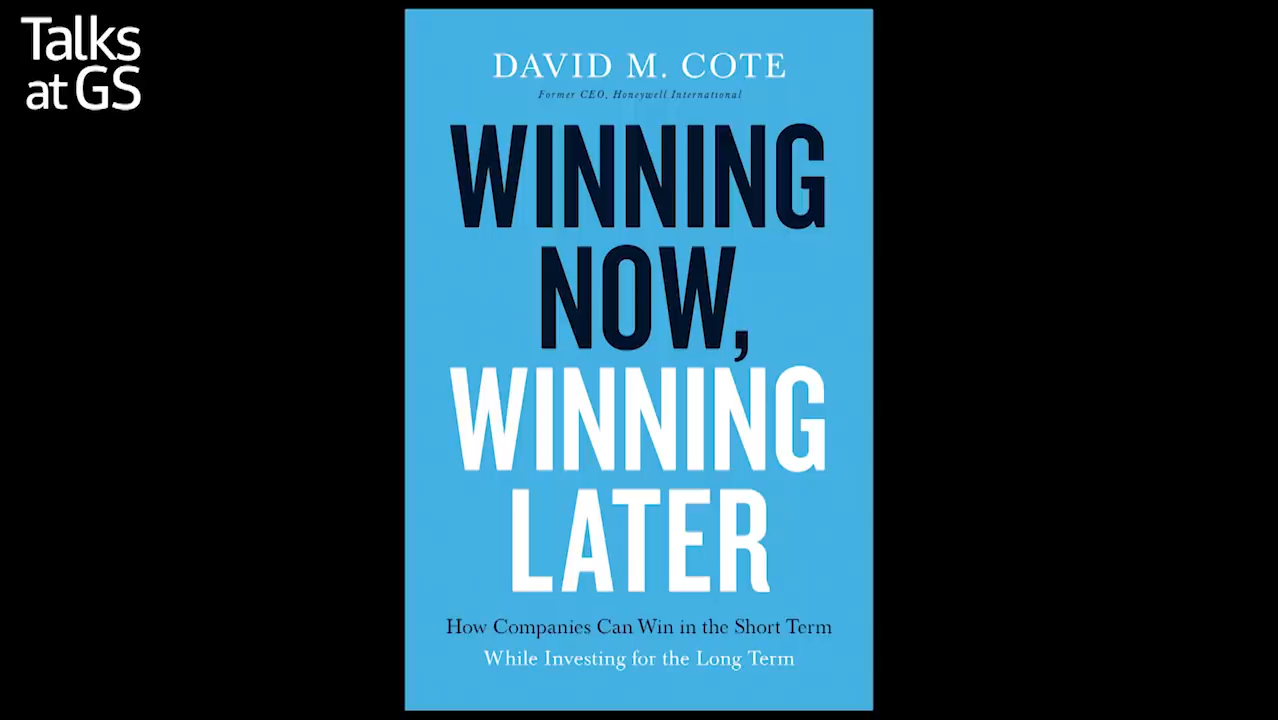 Talks
at GS
DAVID M. COTE
Former CEO, Honeywell International
WINNING
NOW,
WINNING
LATER
How Companies Can Win in the Short Term
While Investing for the Long Term